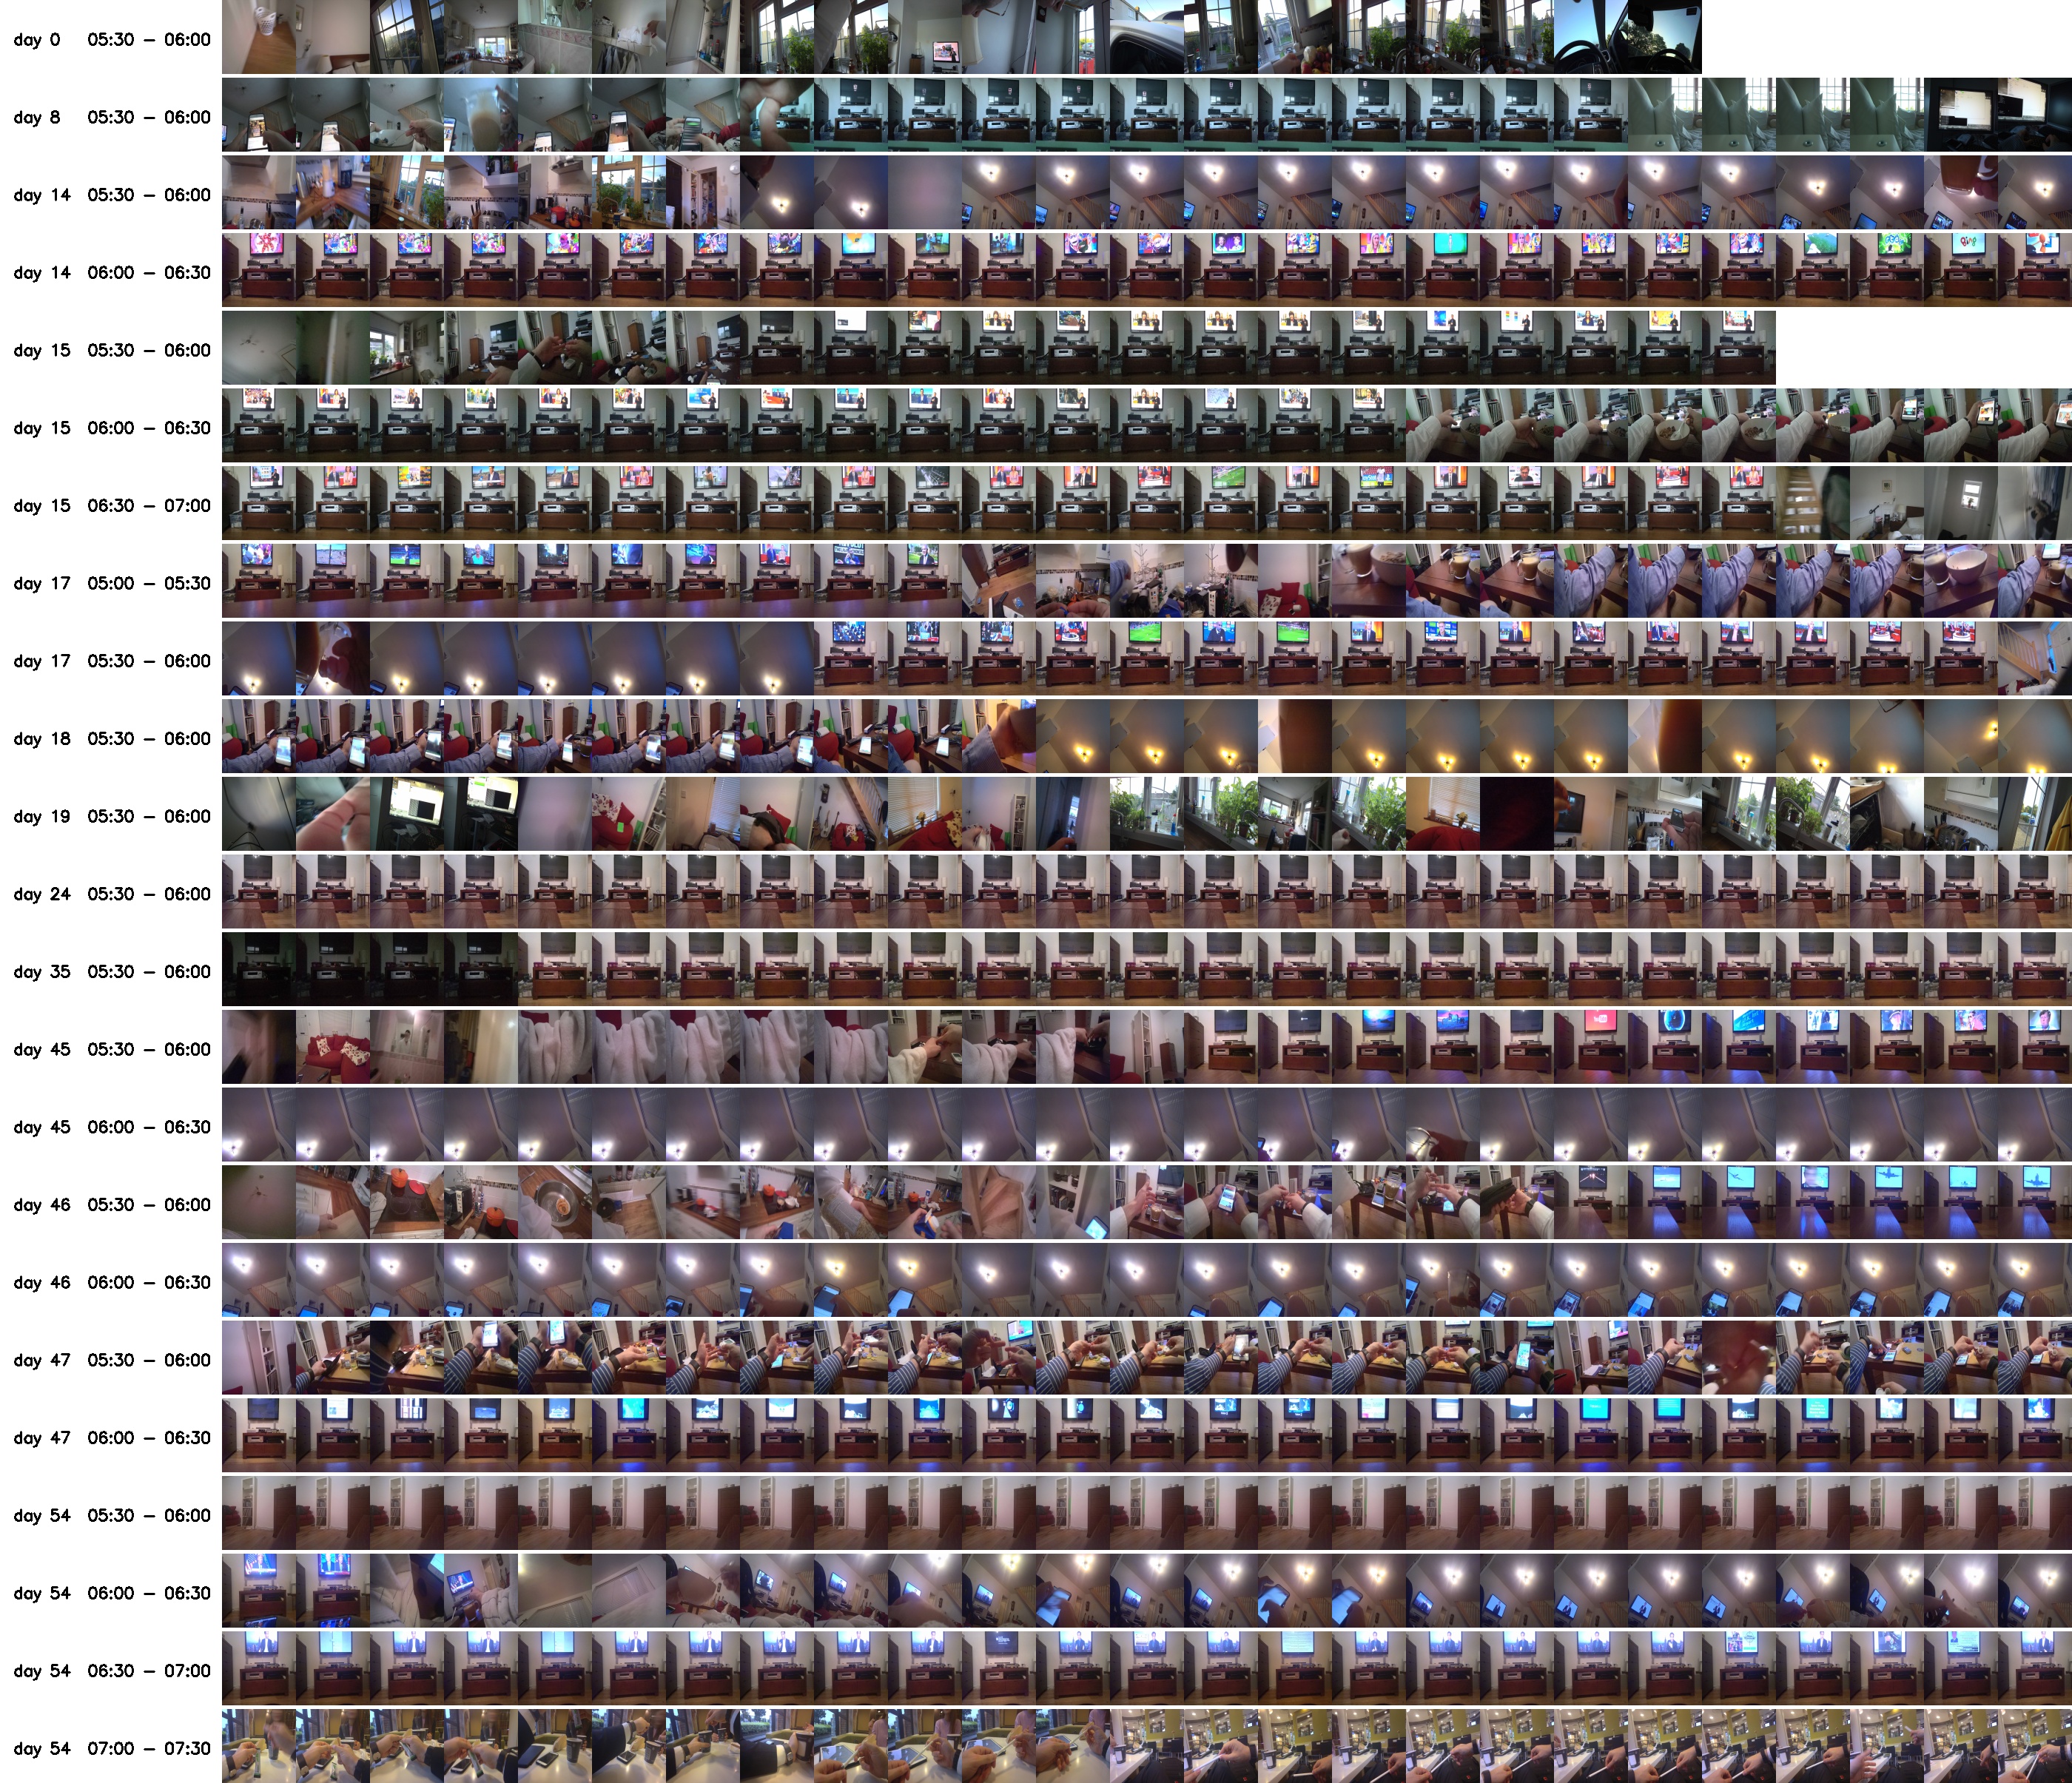 day 0 05:30 - 06:00
day 8 05:30 - 06:00
day 14 05:30 - 06:00
day 14 06:00 - 06:30
day 15 05:30 - 06:00
day 15 06:00 - 06:30
day 15 06:30 - 07:00
day 17 05:00 - 05:30
day 17 05:30 - 06:00
day 18 05:30 - 06:00
day 19 05:30 - 06:00
day 24 05:30 - 06:00
day 35 05:30 - 06:00
day 45 05:30 - 06:00
day 45 06:00 - 06:30
day 46 05:30 - 06:00
day 46 06:00 - 06:30
day 47 05:30 - 06:00
day 47 06:00 - 06:30
day 54 05:30 - 06:00
day 54 06:00 - 06:30
day 54 06:30 - 07:00
day 54 07:00 - 07:30